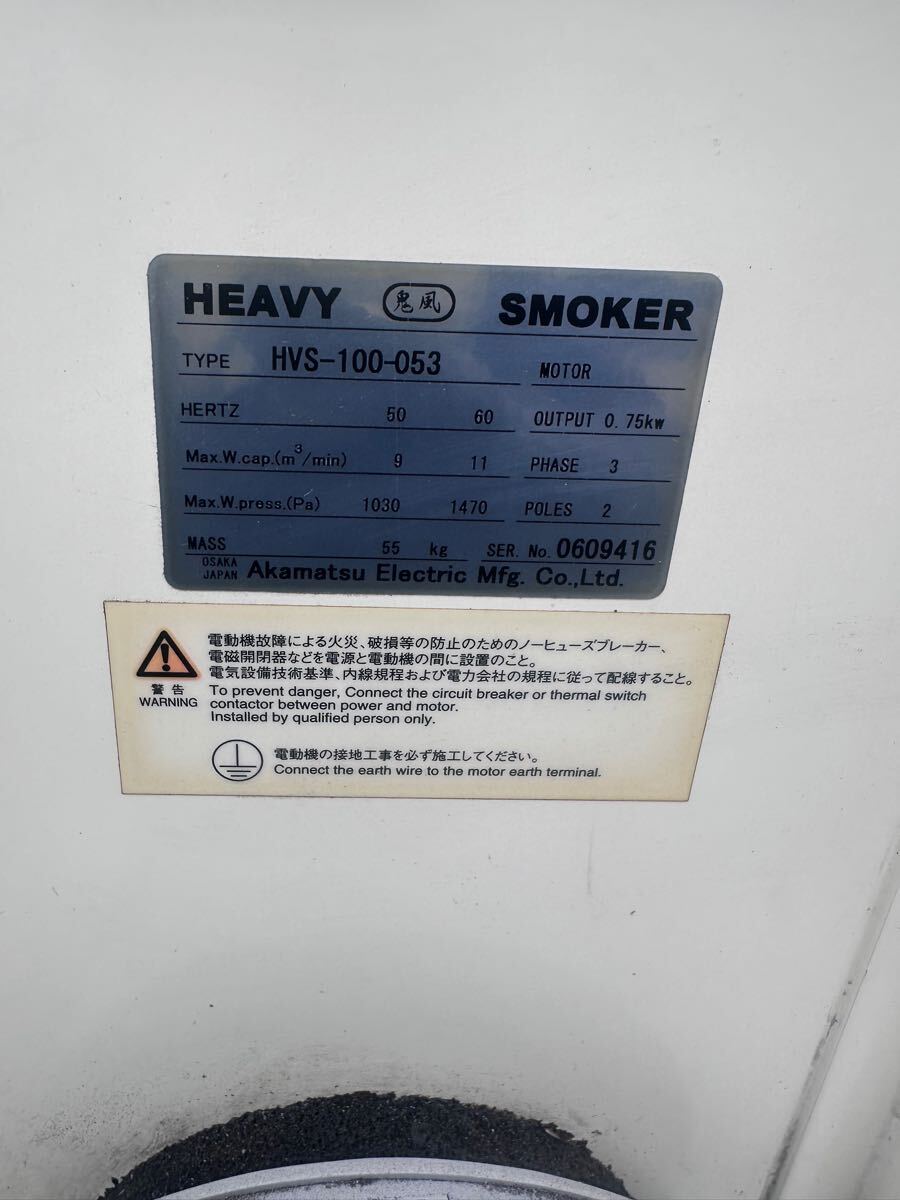 HEAVY 鬼風 SMOKER
TYPE HVS-100-053 MOTOR
HERTZ 50 60 OUTPUT 0.75kw
Max.W.cap.(m³/min) 9 11 PHASE 3
Max.W.press.(Pa) 1030 1470 POLES 2
MASS 55 kg SER. No. 0609416
OSAKA JAPAN Akamatsu Electric Mfg. Co.,Ltd.
電動機故障による火災、破損等の防止のためのノーヒューズブレーカー、
電磁開閉器などを電源と電動機の間に設置のこと。
電気設備技術基準、内線規程および電力会社の規程に従って配線すること。
警告
WARNING
To prevent danger, Connect the circuit breaker or thermal switch
contactor between power and motor.
Installed by qualified person only.
電動機の接地工事を必ず施工してください。
Connect the earth wire to the motor earth terminal.